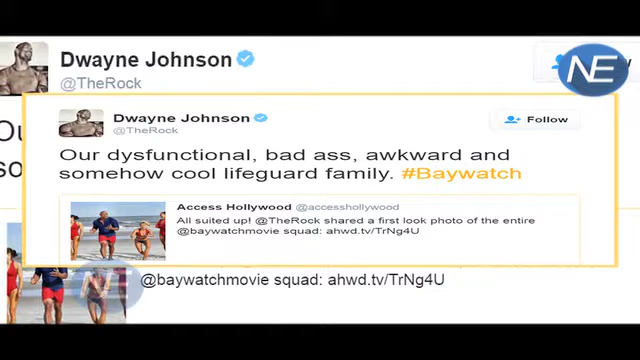 Dwayne Johnson
@TheRock
NE
Dwayne Johnson
@TheRock
Follow
Our dysfunctional, bad ass, awkward and
somehow cool lifeguard family. #Baywatch
Access Hollywood @accesshollywood
All suited up! @TheRock shared a first look photo of the entire
@baywatchmovie squad: ahwd.tv/TrNg4U
@baywatchmovie squad: ahwd.tv/TrNg4U